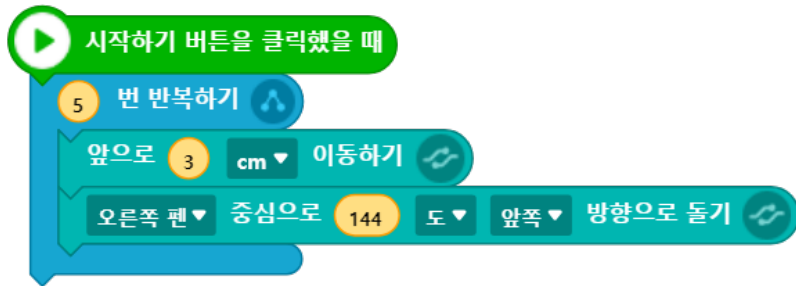 시작하기 버튼을 클릭했을 때
5 번 반복하기
앞으로 3 cm 이동하기
오른쪽 펜 중심으로 144 도 앞쪽 방향으로 돌기